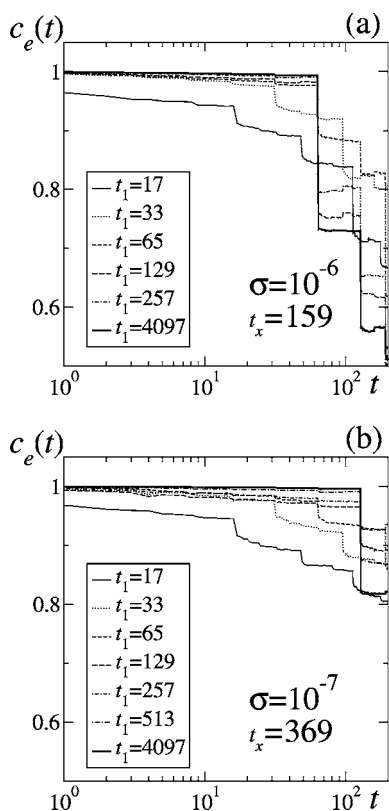 c_e(t) (a)
1
0.8
0.6
t_1=17
t_1=33
t_1=65
t_1=129
t_1=257
t_1=4097
σ=10^-6
t_x=159
10^0 10^1 10^2 t
c_e(t) (b)
1
0.8
0.6
t_1=17
t_1=33
t_1=65
t_1=129
t_1=257
t_1=513
t_1=4097
σ=10^-7
t_x=369
10^0 10^1 10^2 t